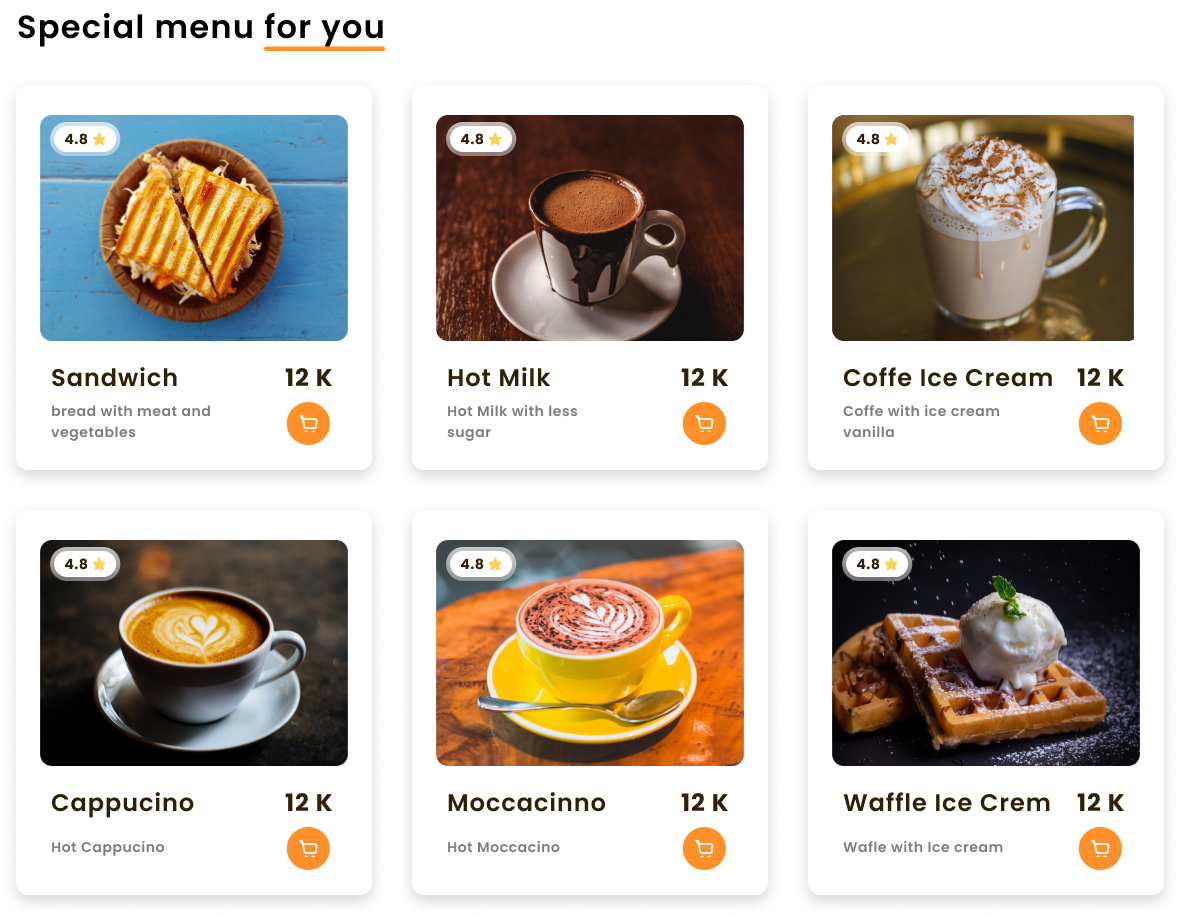 Special menu for you
4.8
4.8
4.8
Sandwich 12 K
bread with meat and
vegetables
Hot Milk 12 K
Hot Milk with less
sugar
Coffe Ice Cream 12 K
Coffe with ice cream
vanilla
4.8
4.8
4.8
Cappucino 12 K
Hot Cappucino
Moccacinno 12 K
Hot Moccacino
Waffle Ice Crem 12 K
Wafle with Ice cream